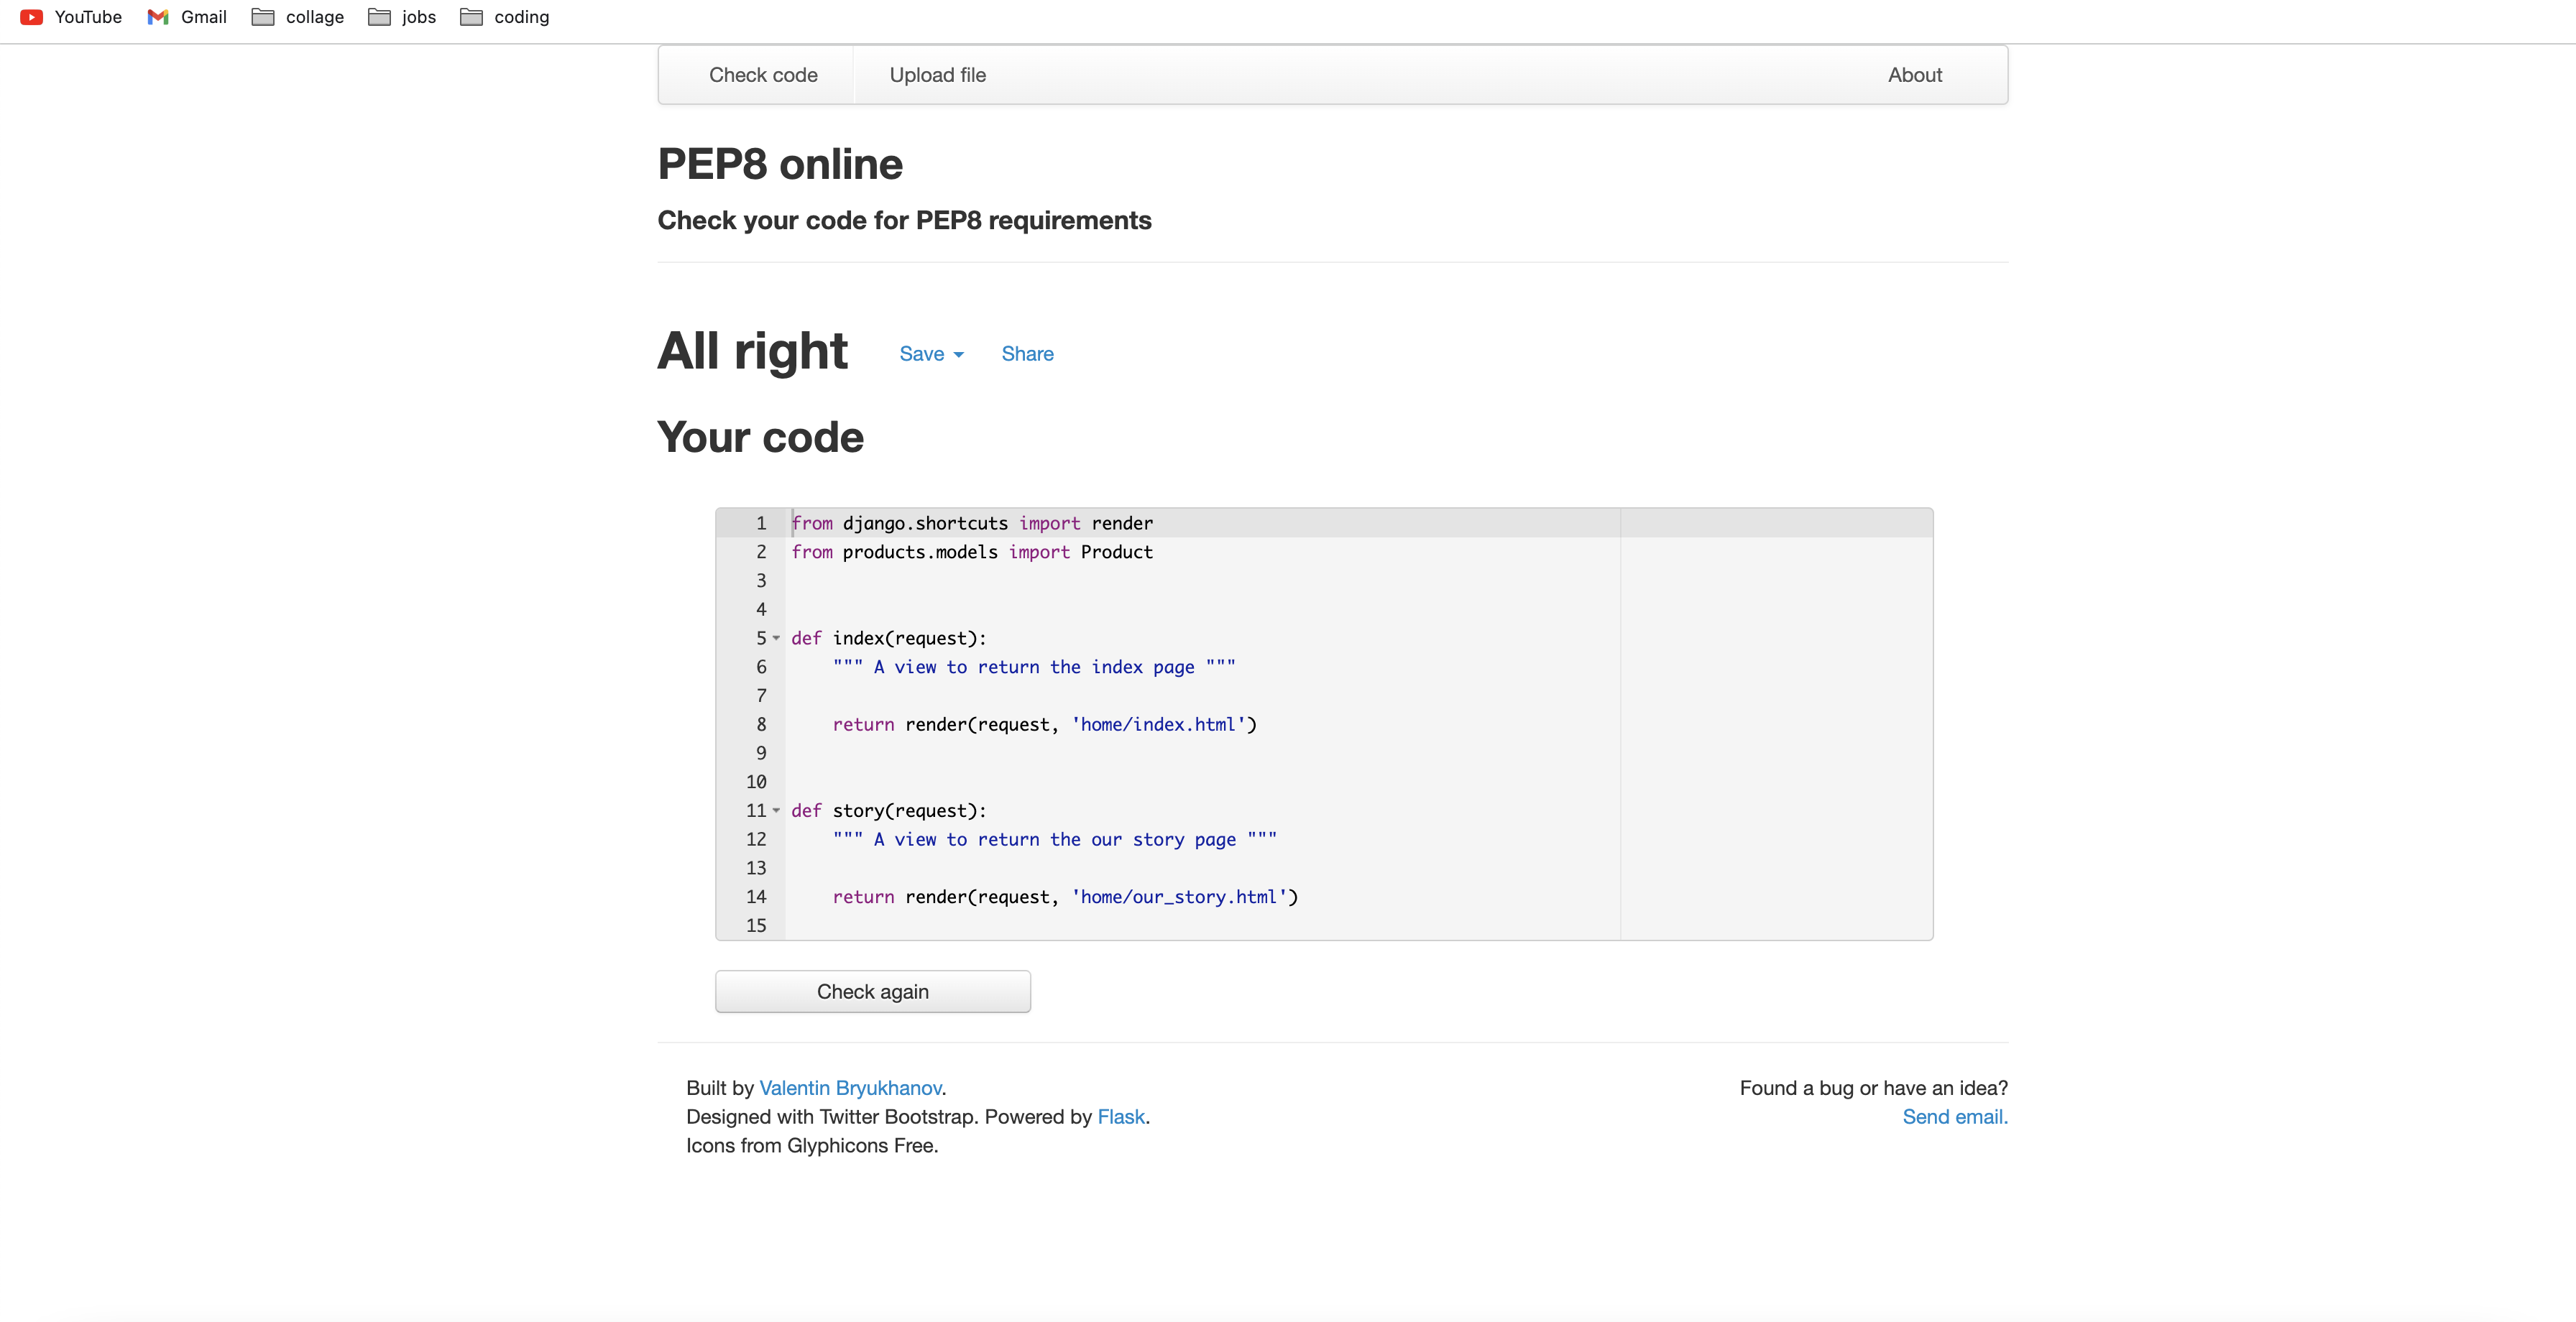 YouTube Gmail collage jobs coding
Check code Upload file About
PEP8 online
Check your code for PEP8 requirements
All right Save Share
Your code
1 from django.shortcuts import render
2 from products.models import Product
3
4
5 def index(request):
6     """ A view to return the index page """
7
8     return render(request, 'home/index.html')
9
10
11 def story(request):
12     """ A view to return the our story page """
13
14     return render(request, 'home/our_story.html')
15
Check again
Built by Valentin Bryukhanov. Found a bug or have an idea?
Designed with Twitter Bootstrap. Powered by Flask. Send email.
Icons from Glyphicons Free.